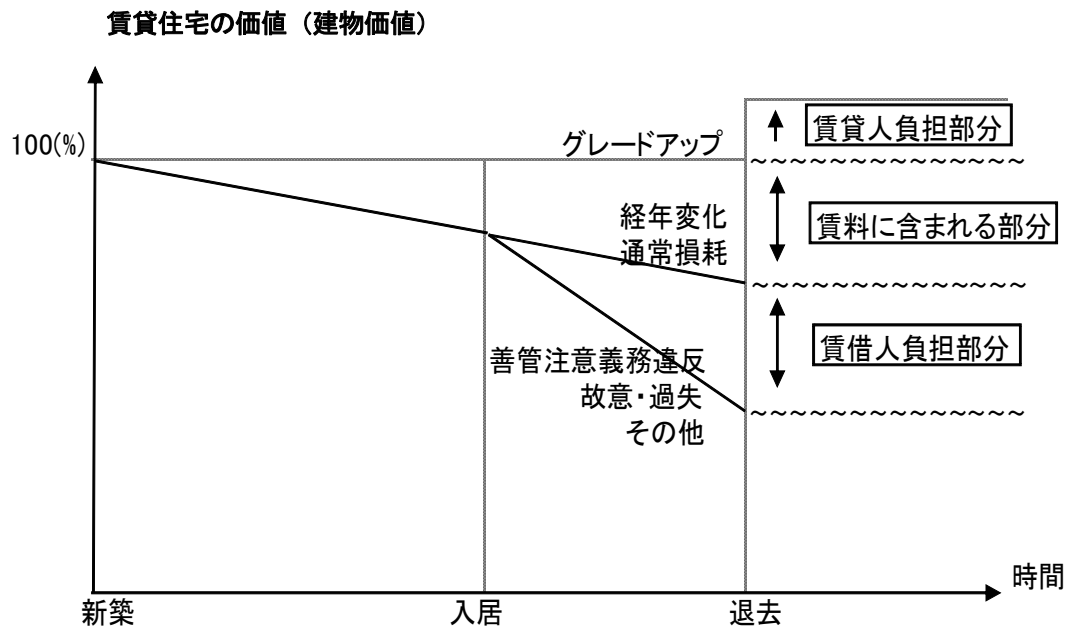 賃貸住宅の価値（建物価値）
100(%)
グレードアップ
賃貸人負担部分
～～～～～～～～～～～～～～
経年変化
通常損耗
賃料に含まれる部分
～～～～～～～～～～～～～～
善管注意義務違反
故意・過失
その他
賃借人負担部分
～～～～～～～～～～～～～～
時間
新築
入居
退去